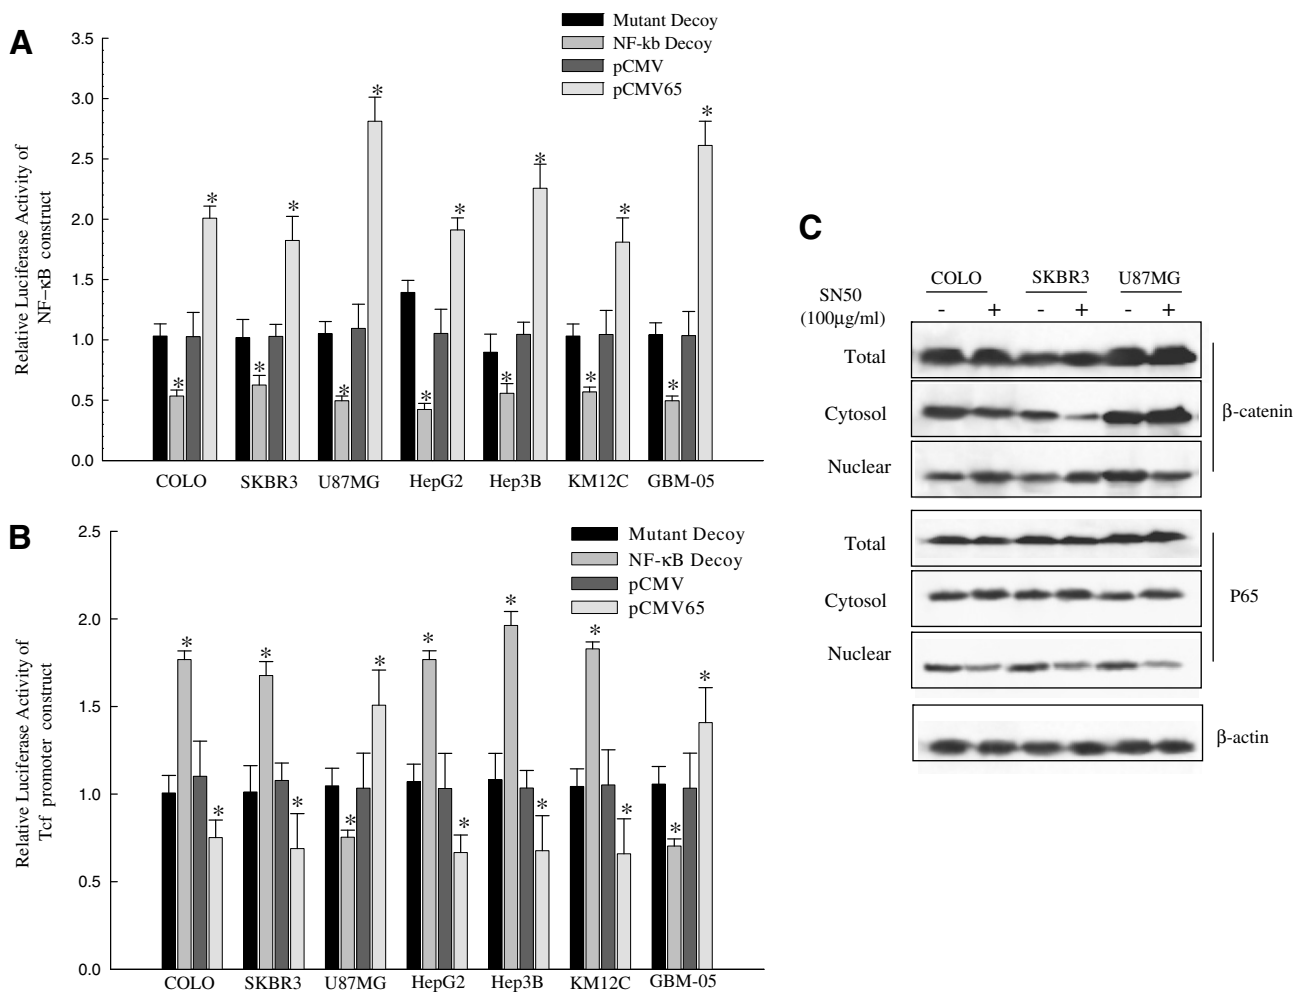 A
Mutant Decoy
NF-kb Decoy
pCMV
pCMV65
Relative Luciferase Activity of
NF-κB construct
3.5
3.0
2.5
2.0
1.5
1.0
0.5
0.0
* * * * * * *
* * * * * * *
COLO SKBR3 U87MG HepG2 Hep3B KM12C GBM-05
B
Mutant Decoy
NF-κB Decoy
pCMV
pCMV65
Relative Luciferase Activity of
Tcf promoter construct
2.5
2.0
1.5
1.0
0.5
0.0
* * * * * * *
* * * * * * *
COLO SKBR3 U87MG HepG2 Hep3B KM12C GBM-05
C
COLO SKBR3 U87MG
SN50
(100μg/ml)
- + - + - +
Total
Cytosol
Nuclear
β-catenin
Total
Cytosol
Nuclear
P65
β-actin